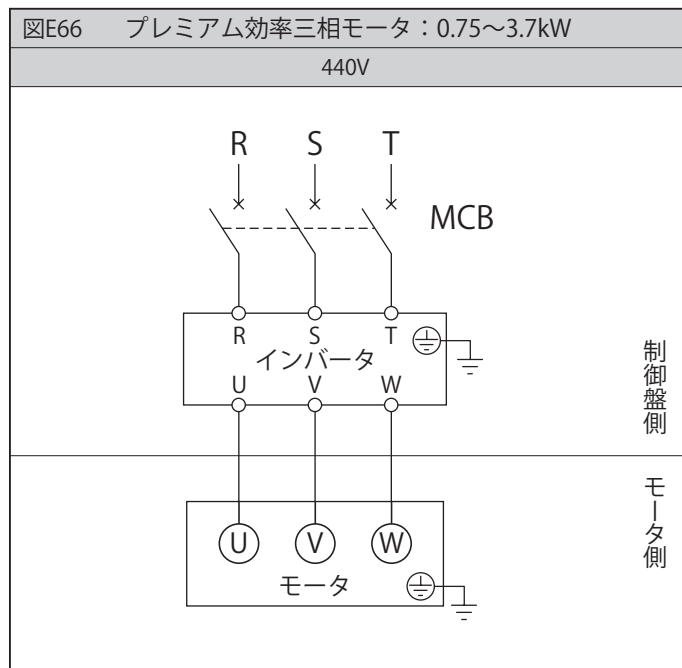 図E66 プレミアム効率三相モータ：0.75〜3.7kW
440V
R S T
MCB
R S T
インバータ
U V W
制御盤側
U V W
モータ
モータ側